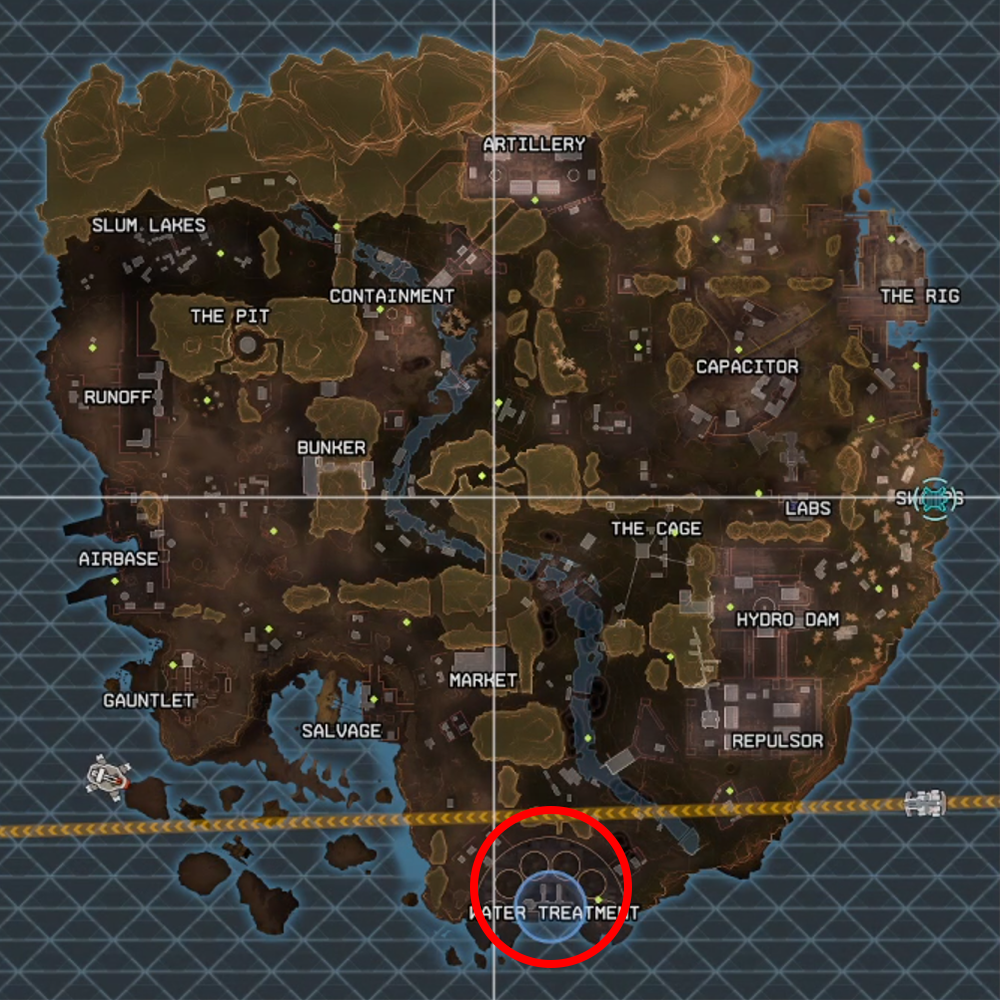 ARTILLERY
SLUM LAKES
CONTAINMENT
THE RIG
THE PIT
CAPACITOR
RUNOFF
BUNKER
LABS
THE CAGE
AIRBASE
HYDRO DAM
MARKET
GAUNTLET
SALVAGE
REPULSOR
WATER TREATMENT